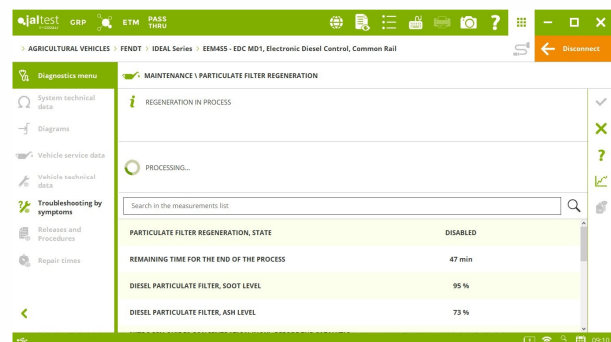 jaltest GRP ETM PASS THRU
> AGRICULTURAL VEHICLES > FENDT > IDEAL Series > EEM455 - EDC MD1, Electronic Diesel Control, Common Rail
Disconnect
Diagnostics menu
MAINTENANCE \ PARTICULATE FILTER REGENERATION
System technical data
REGENERATION IN PROCESS
Diagrams
Vehicle service data
PROCESSING...
Vehicle technical data
Troubleshooting by symptoms
Search in the measurements list
Releases and Procedures
PARTICULATE FILTER REGENERATION, STATE DISABLED
Repair times
REMAINING TIME FOR THE END OF THE PROCESS 47 min
DIESEL PARTICULATE FILTER, SOOT LEVEL 95 %
DIESEL PARTICULATE FILTER, ASH LEVEL 73 %
09:10